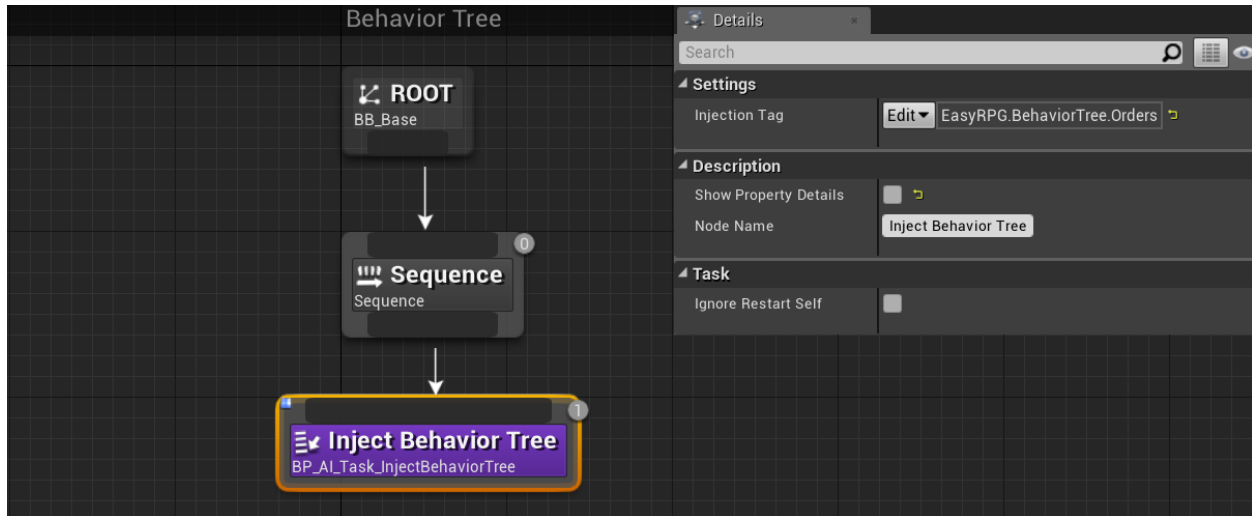 Behavior Tree
ROOT
BB_Base
0
Sequence
Sequence
1
Inject Behavior Tree
BP_AI_Task_InjectBehaviorTree
Details
Search
Settings
Injection Tag Edit EasyRPG.BehaviorTree.Orders
Description
Show Property Details
Node Name Inject Behavior Tree
Task
Ignore Restart Self